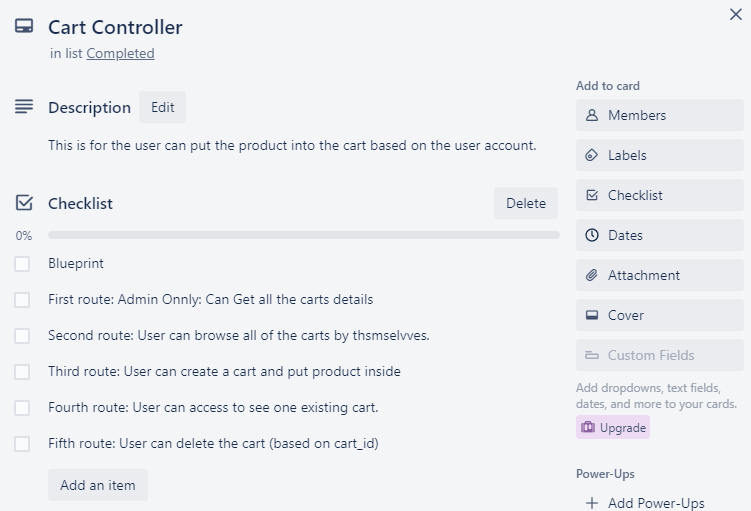 Cart Controller
in list Completed
Description
Edit
This is for the user can put the product into the cart based on the user account.
Checklist
Delete
0%
Blueprint
First route: Admin Onnly: Can Get all the carts details
Second route: User can browse all of the carts by thsmselvves.
Third route: User can create a cart and put product inside
Fourth route: User can access to see one existing cart.
Fifth route: User can delete the cart (based on cart_id)
Add an item
Add to card
Members
Labels
Checklist
Dates
Attachment
Cover
Custom Fields
Add dropdowns, text fields,
dates, and more to your cards.
Upgrade
Power-Ups
Add Power-Ups